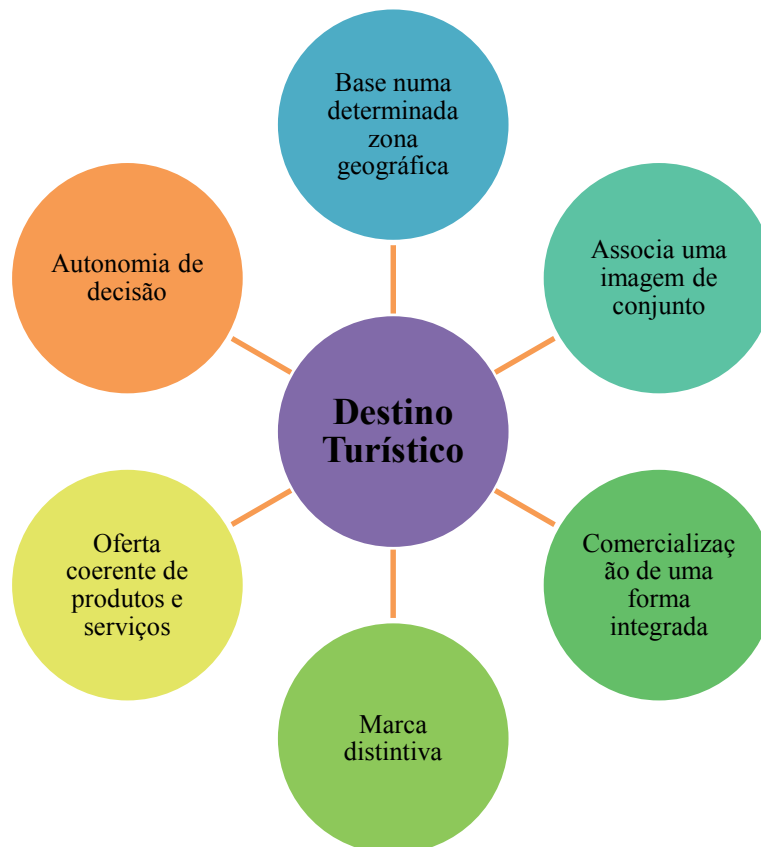 Base numa
determinada
zona
geográfica
Associa uma
imagem de
conjunto
Comercializaç
ão de uma
forma
integrada
Marca
distintiva
Oferta
coerente de
produtos e
serviços
Autonomia de
decisão
Destino
Turístico